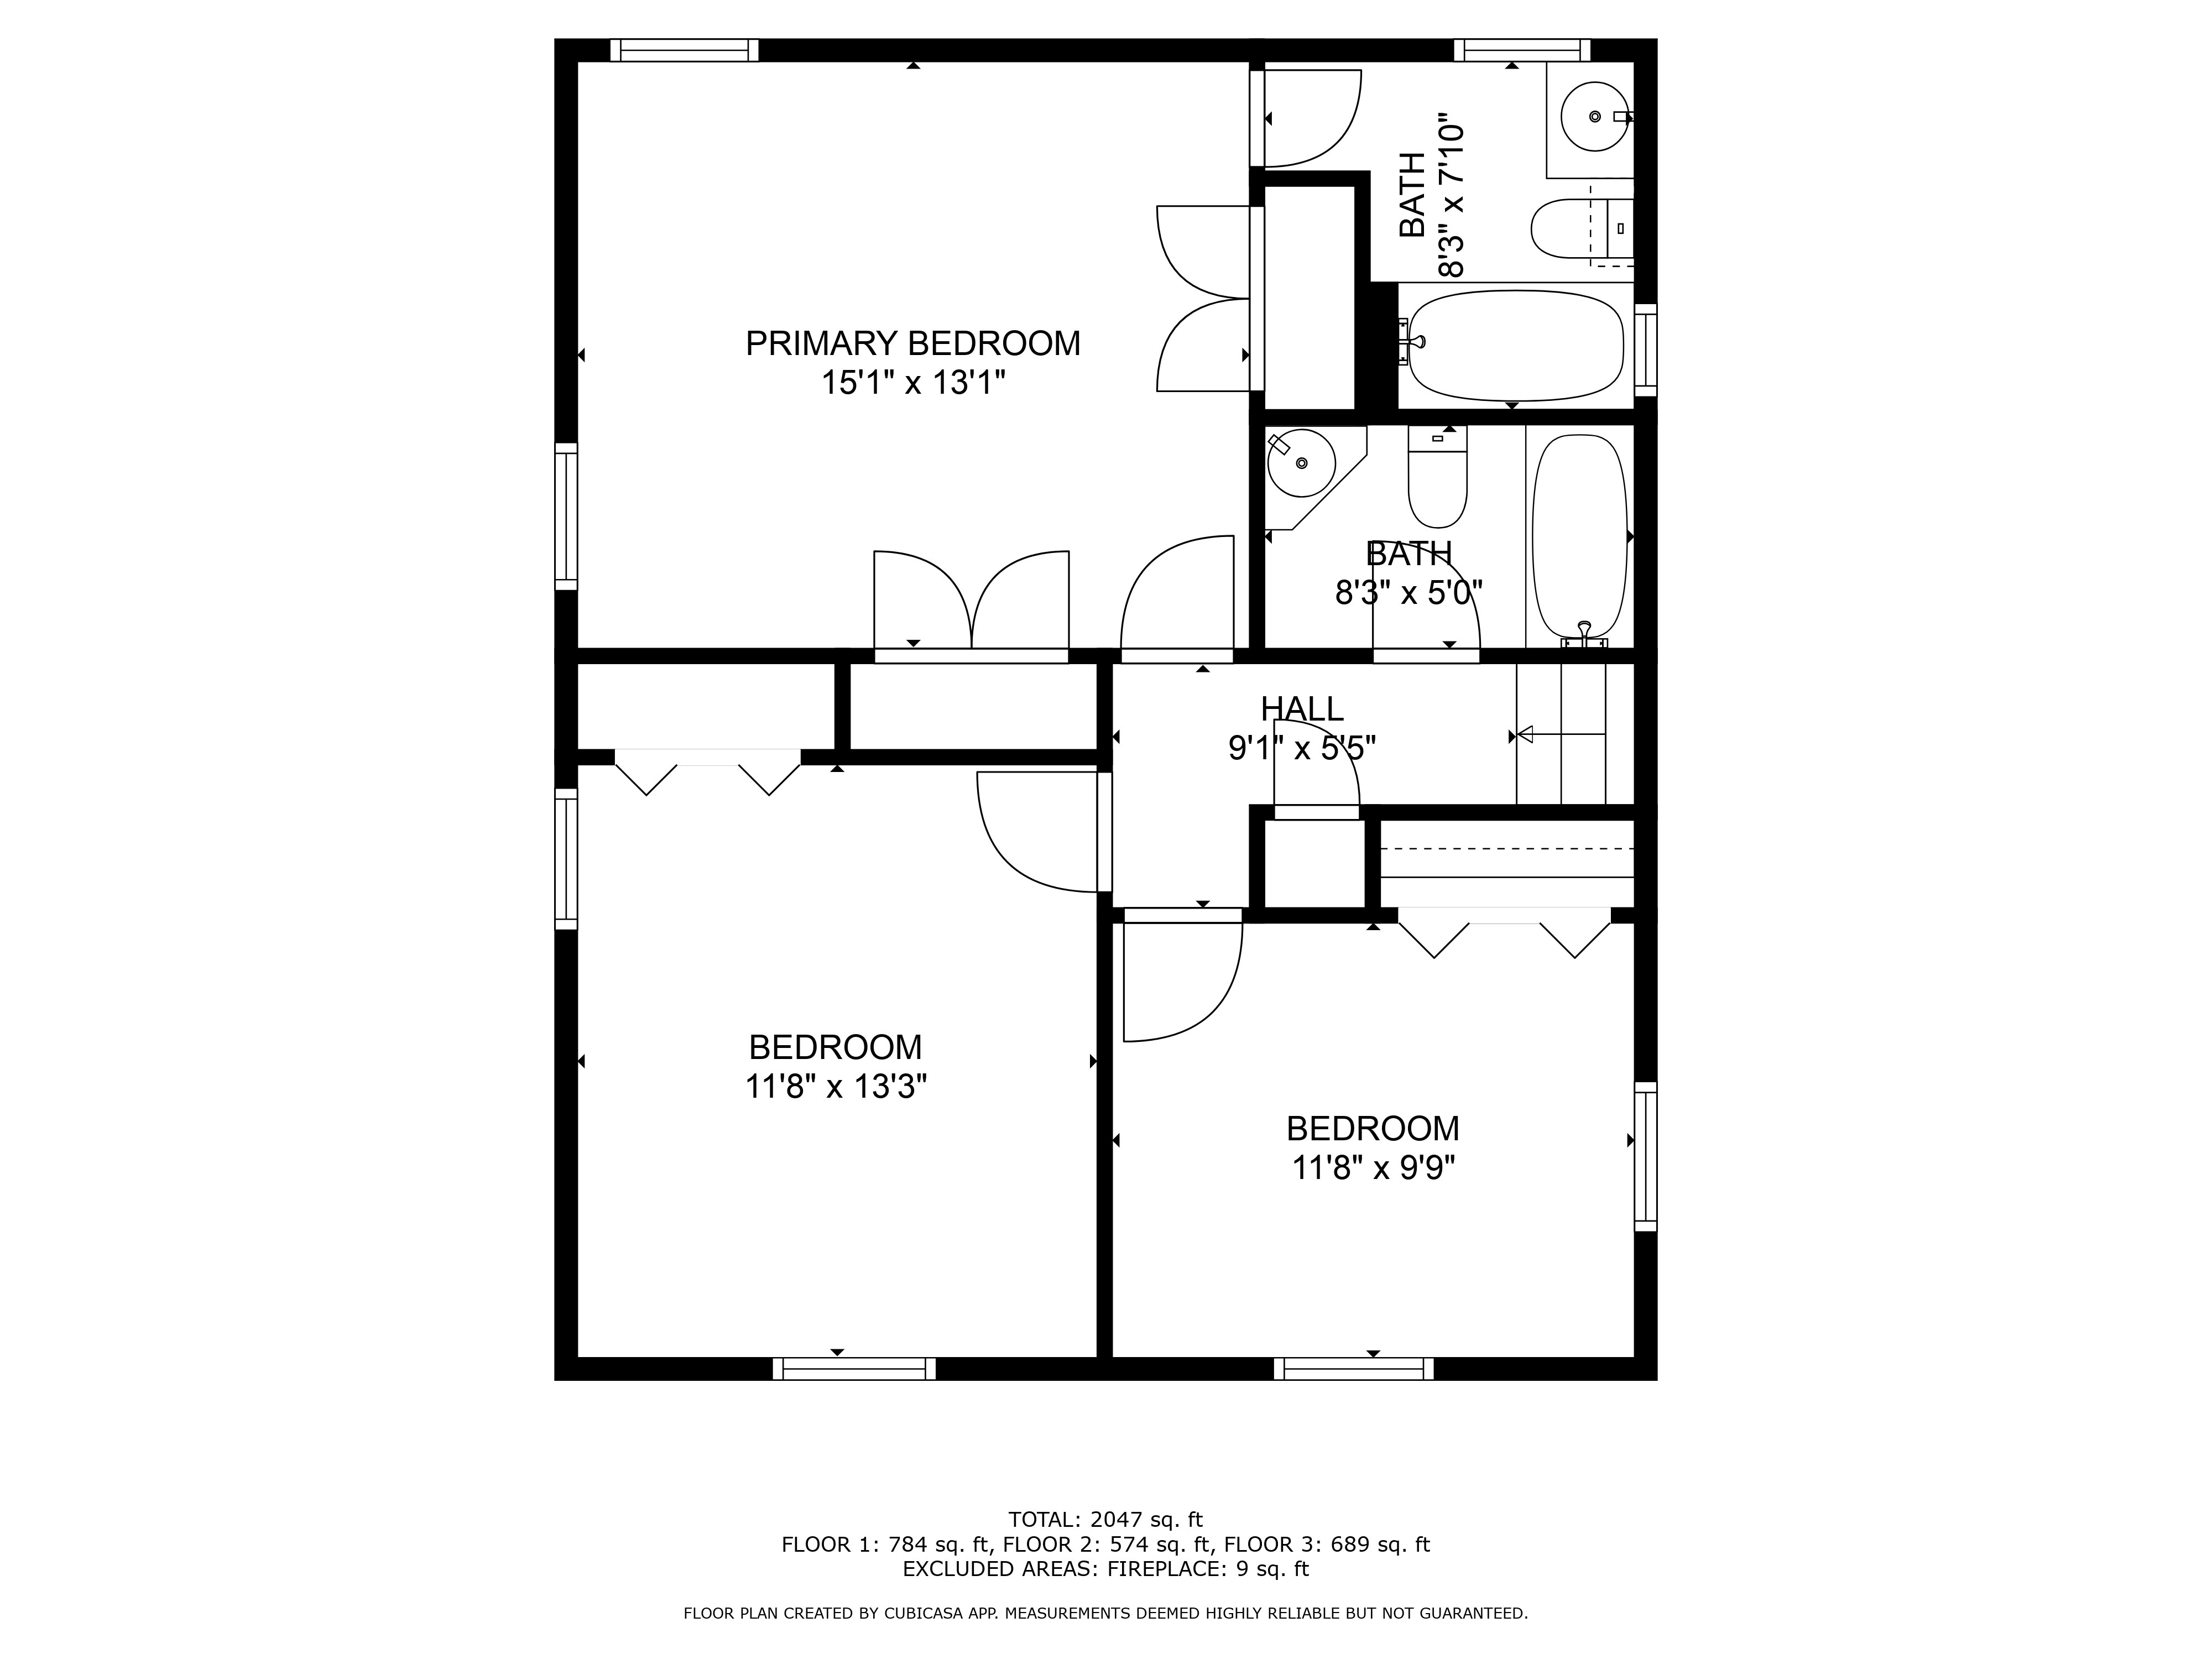 BATH
8'3" x 7'10"
PRIMARY BEDROOM
15'1" x 13'1"
BATH
8'3" x 5'0"
HALL
9'1" x 5'5"
BEDROOM
11'8" x 13'3"
BEDROOM
11'8" x 9'9"
TOTAL: 2047 sq. ft
FLOOR 1: 784 sq. ft, FLOOR 2: 574 sq. ft, FLOOR 3: 689 sq. ft
EXCLUDED AREAS: FIREPLACE: 9 sq. ft
FLOOR PLAN CREATED BY CUBICASA APP. MEASUREMENTS DEEMED HIGHLY RELIABLE BUT NOT GUARANTEED.